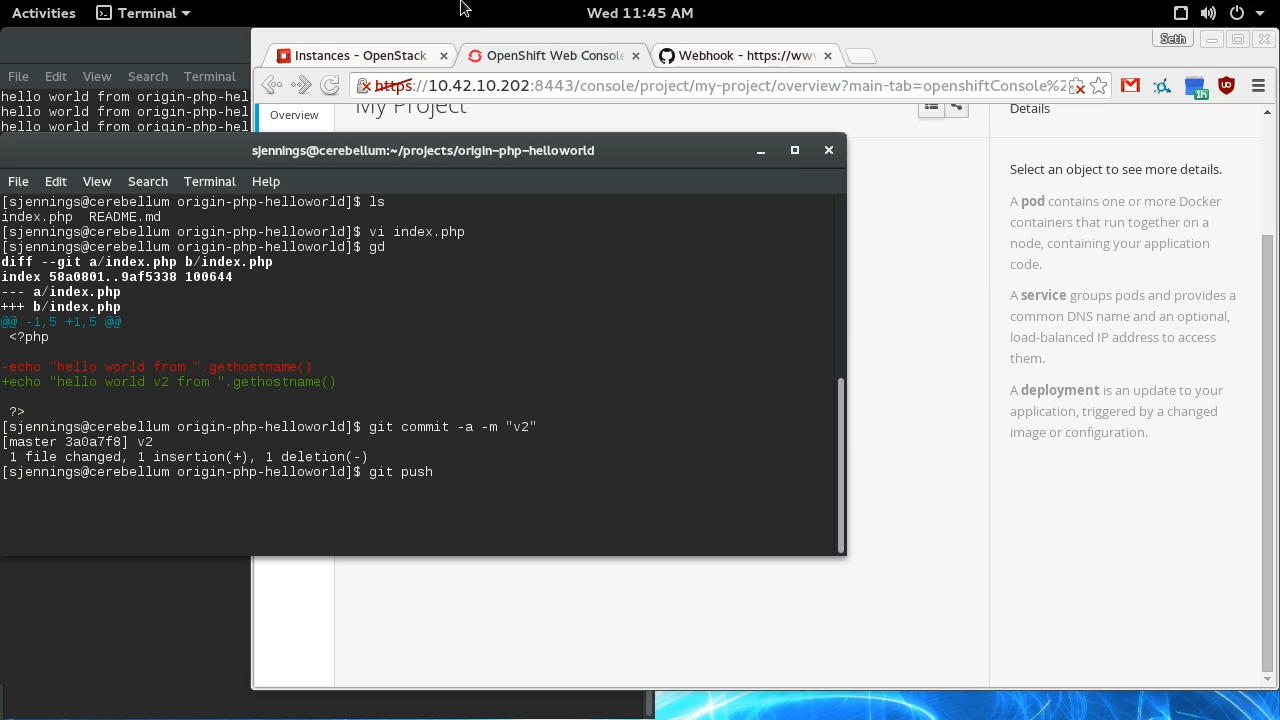 Activities
Terminal
Wed 11:45 AM
Seth
Instances - OpenStack
OpenShift Web Console
Webhook - https://ww
File Edit View Search Terminal
https://10.42.10.202:8443/console/project/my-project/overview?main-tab=openshiftConsole%2
1h
hello world from origin-php-hel
hello world from origin-php-hel
hello world from origin-php-hel
Overview
My Project
Details
sjennings@cerebellum:~/projects/origin-php-helloworld
File Edit View Search Terminal Help
[sjennings@cerebellum origin-php-helloworld]$ ls
index.php  README.md
[sjennings@cerebellum origin-php-helloworld]$ vi index.php
[sjennings@cerebellum origin-php-helloworld]$ gd
diff --git a/index.php b/index.php
index 58a0801..9af5338 100644
--- a/index.php
+++ b/index.php
@@ -1,5 +1,5 @@
 <?php
-echo "hello world from ".gethostname()
+echo "hello world v2 from ".gethostname()
 ?>
[sjennings@cerebellum origin-php-helloworld]$ git commit -a -m "v2"
[master 3a0a7f8] v2
 1 file changed, 1 insertion(+), 1 deletion(-)
[sjennings@cerebellum origin-php-helloworld]$ git push
Select an object to see more details.
A pod contains one or more Docker
containers that run together on a
node, containing your application
code.
A service groups pods and provides a
common DNS name and an optional,
load-balanced IP address to access
them.
A deployment is an update to your
application, triggered by a changed
image or configuration.